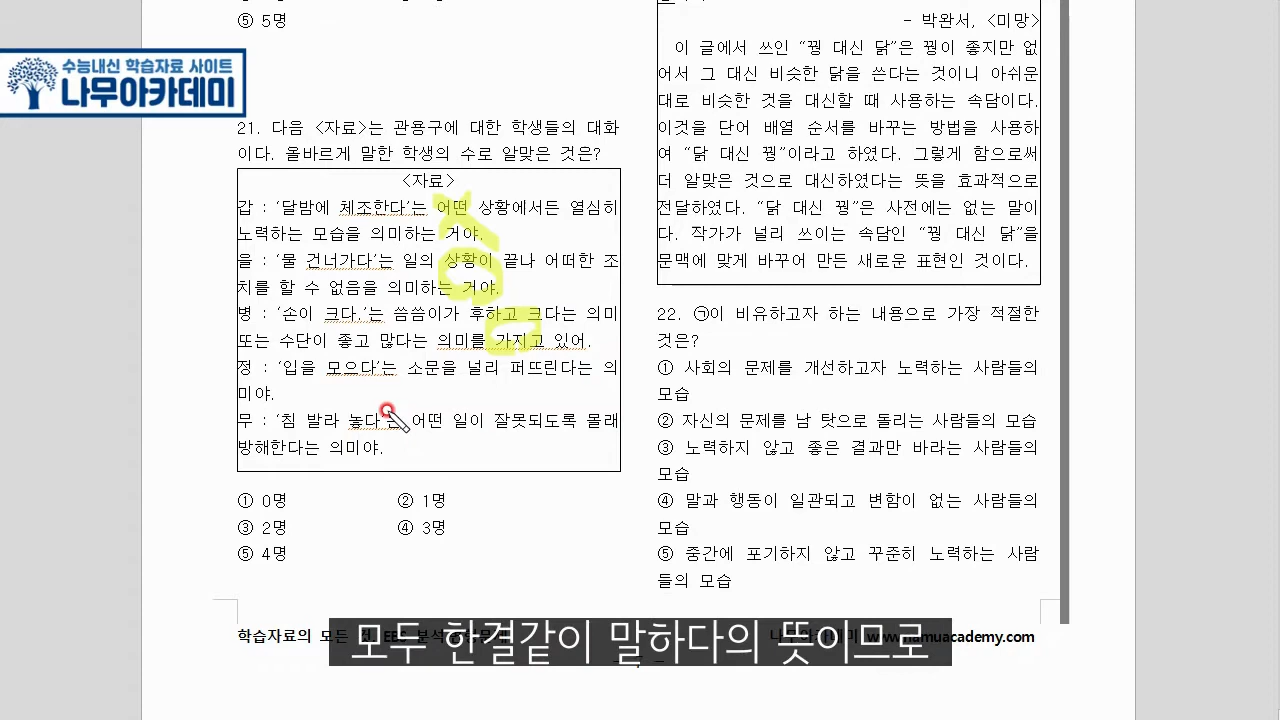 ⑤ 5명
수능내신 학습자료 사이트
나무아카데미
21. 다음 <자료>는 관용구에 대한 학생들의 대화
이다. 올바르게 말한 학생의 수로 알맞은 것은?
<자료>
갑 : ‘달밤에 체조한다’는 어떤 상황에서든 열심히
노력하는 모습을 의미하는 거야.
을 : ‘물 건너가다’는 일의 상황이 끝나 어떠한 조
치를 할 수 없음을 의미하는 거야.
병 : ‘손이 크다.’는 씀씀이가 후하고 크다는 의미
또는 수단이 좋고 많다는 의미를 가지고 있어.
정 : ‘입을 모으다’는 소문을 널리 퍼뜨린다는 의
미야.
무 : ‘침 발라 놓다’는 어떤 일이 잘못되도록 몰래
방해한다는 의미야.
① 0명 ② 1명
③ 2명 ④ 3명
⑤ 4명
- 박완서, <미망>
이 글에서 쓰인 “꿩 대신 닭”은 꿩이 좋지만 없
어서 그 대신 비슷한 닭을 쓴다는 것이니 아쉬운
대로 비슷한 것을 대신할 때 사용하는 속담이다.
이것을 단어 배열 순서를 바꾸는 방법을 사용하
여 “닭 대신 꿩”이라고 하였다. 그렇게 함으로써
더 알맞은 것으로 대신하였다는 뜻을 효과적으로
전달하였다. “닭 대신 꿩”은 사전에는 없는 말이
다. 작가가 널리 쓰이는 속담인 “꿩 대신 닭”을
문맥에 맞게 바꾸어 만든 새로운 표현인 것이다.
22. ㉠이 비유하고자 하는 내용으로 가장 적절한
것은?
① 사회의 문제를 개선하고자 노력하는 사람들의
모습
② 자신의 문제를 남 탓으로 돌리는 사람들의 모습
③ 노력하지 않고 좋은 결과만 바라는 사람들의
모습
④ 말과 행동이 일관되고 변함이 없는 사람들의
모습
⑤ 중간에 포기하지 않고 꾸준히 노력하는 사람
들의 모습
학습자료의 모든 것, EBS 분석 www.namuacademy.com
모두 한결같이 말하다의 뜻이므로